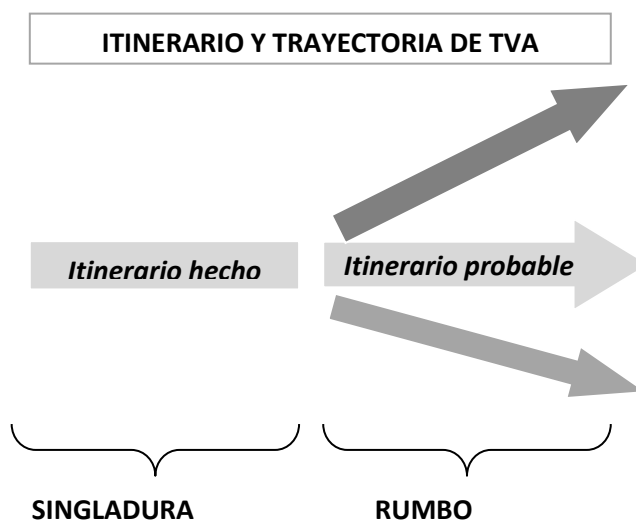 ITINERARIO Y TRAYECTORIA DE TVA
Itinerario hecho
Itinerario probable
SINGLADURA
RUMBO